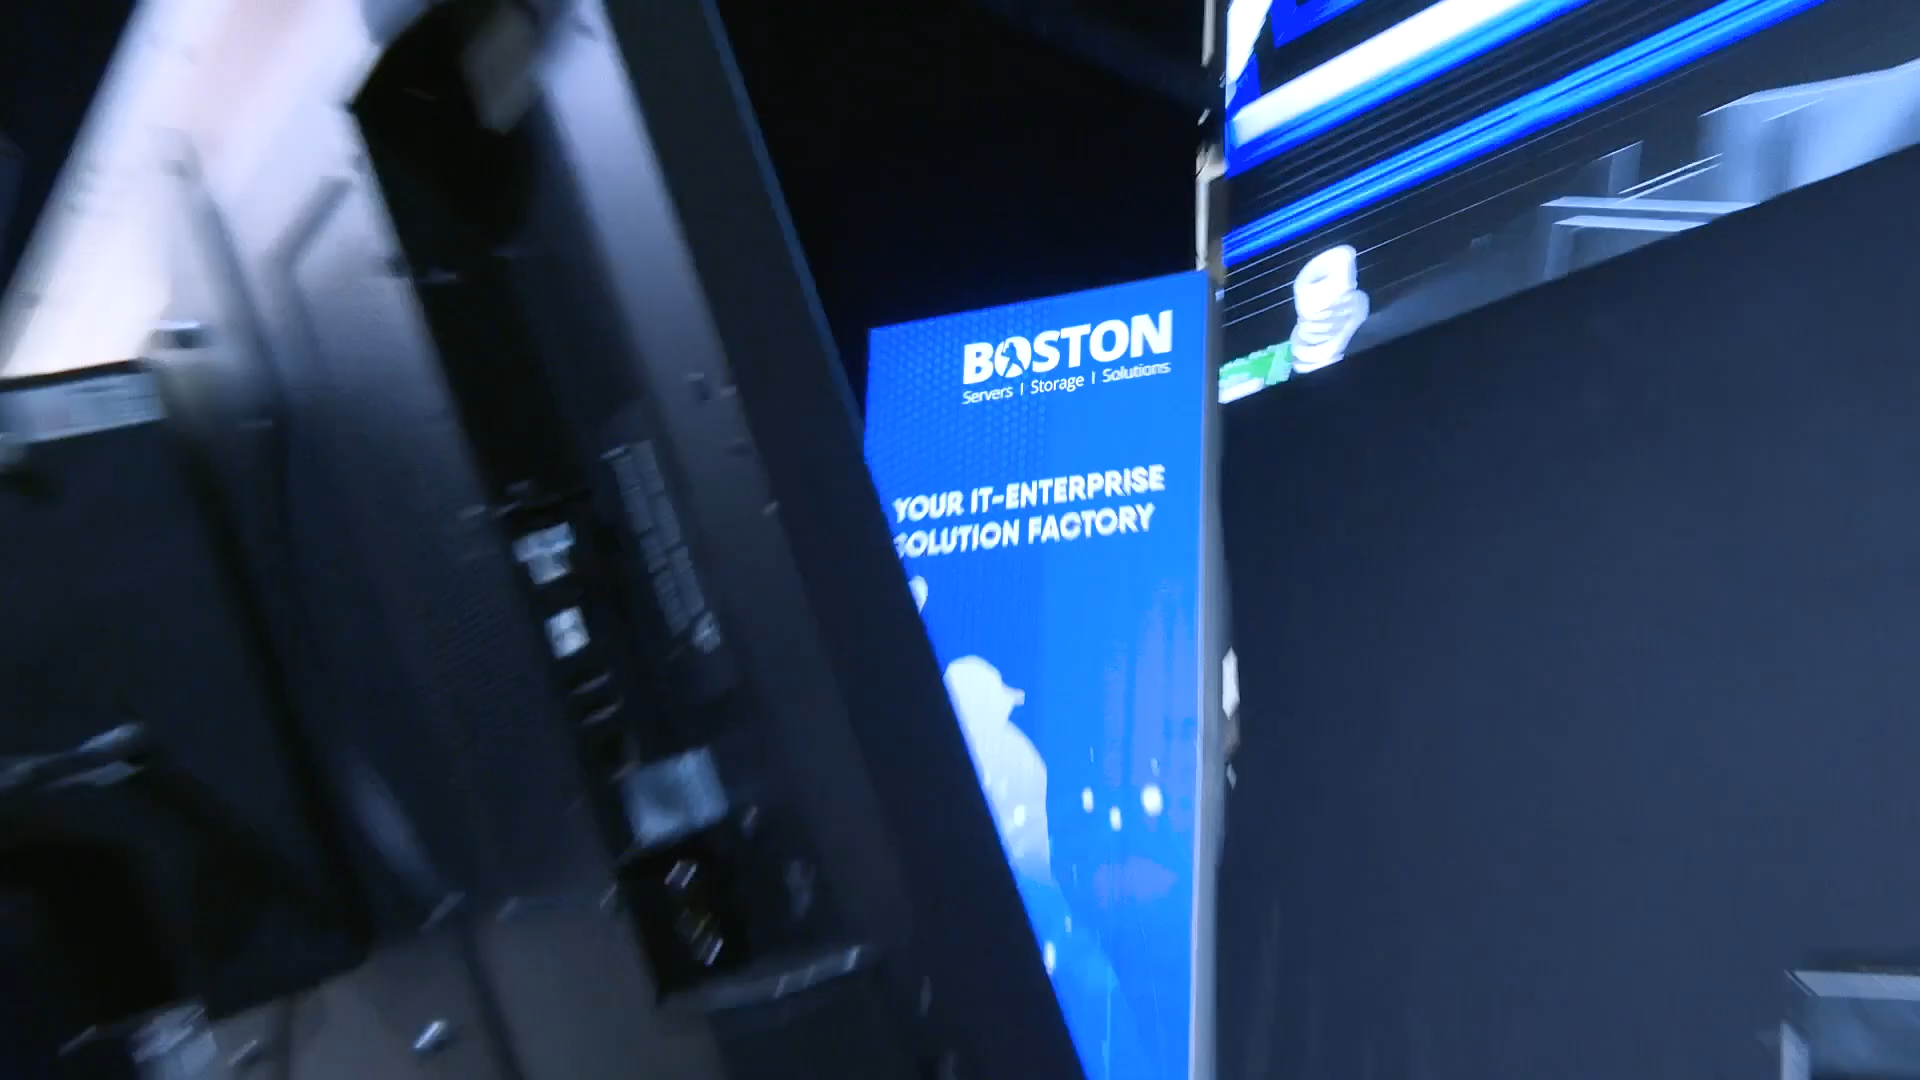 BOSTON
Servers | Storage | Solutions
YOUR IT-ENTERPRISE
SOLUTION FACTORY